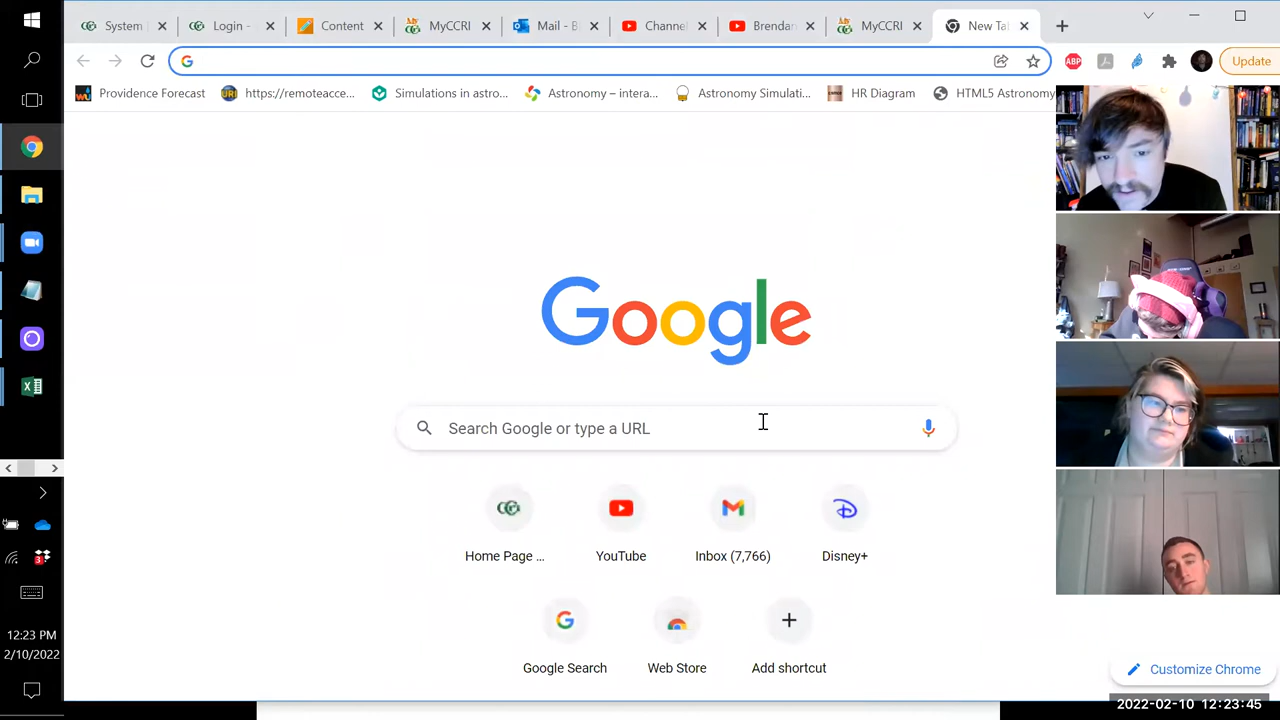 System
Login -
Content
MyCCRI
Mail - B
Channel
Brendan
MyCCRI
New Ta
Update
Providence Forecast
https://remoteacce...
Simulations in astro...
Astronomy – intera...
Astronomy Simulati...
HR Diagram
HTML5 Astronomy
ABP
Google
Search Google or type a URL
Home Page ...
YouTube
Inbox (7,766)
Disney+
Google Search
Web Store
Add shortcut
Customize Chrome
3
12:23 PM
2/10/2022
2022-02-10 12:23:45